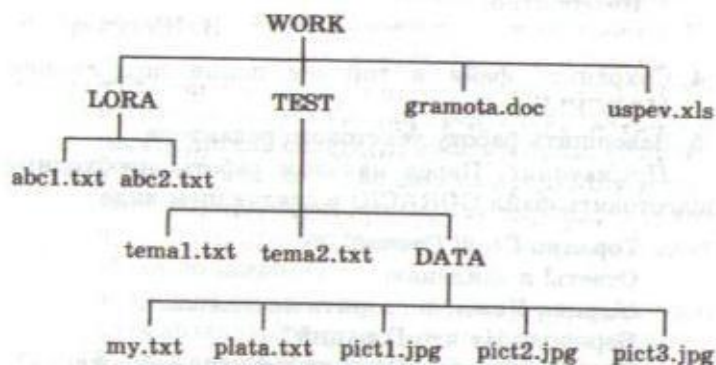 WORK
LORA TEST gramota.doc uspev.xls
abc1.txt abc2.txt
tema1.txt tema2.txt DATA
my.txt plata.txt pict1.jpg pict2.jpg pict3.jpg